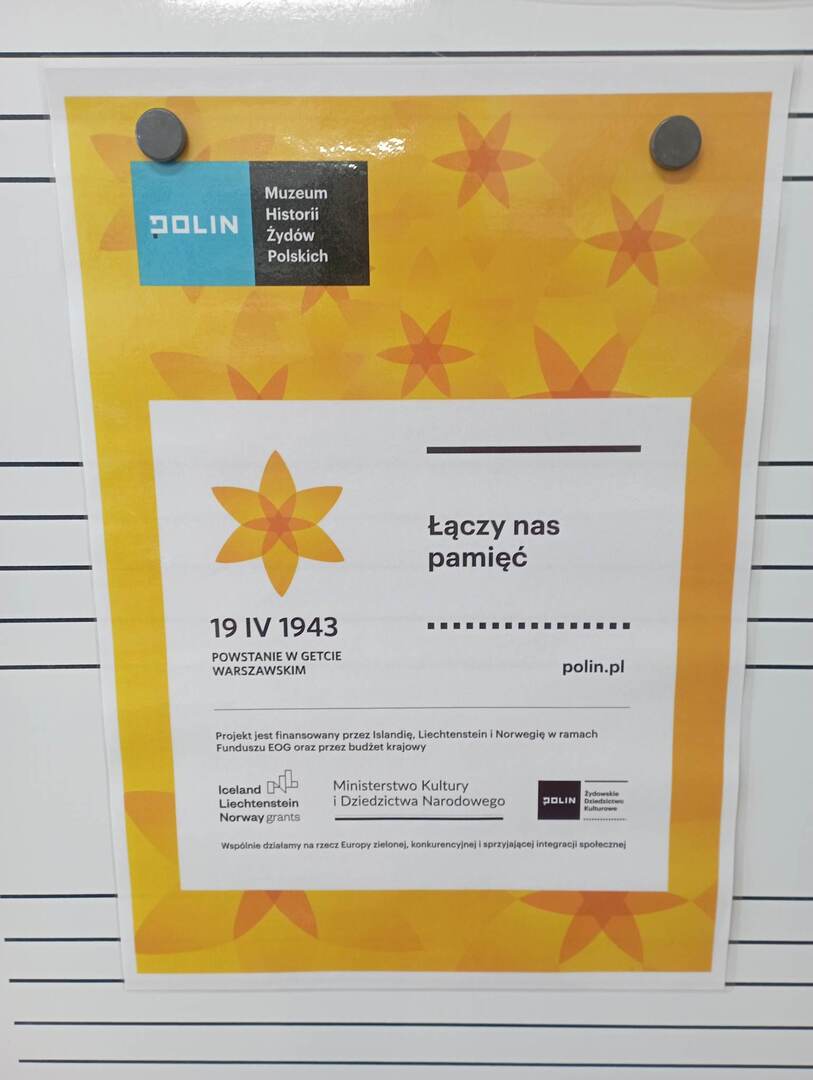 POLIN
Muzeum
Historii
Żydów
Polskich
Łączy nas
pamięć
19 IV 1943
POWSTANIE W GETCIE
WARSZAWSKIM
polin.pl
Projekt jest finansowany przez Islandię, Liechtenstein i Norwegię w ramach
Funduszu EOG oraz przez budżet krajowy
Iceland
Liechtenstein
Norway grants
Ministerstwo Kultury
i Dziedzictwa Narodowego
POLIN
Żydowskie
Dziedzictwo
Kulturowe
Wspólnie działamy na rzecz Europy zielonej, konkurencyjnej i sprzyjającej integracji społecznej